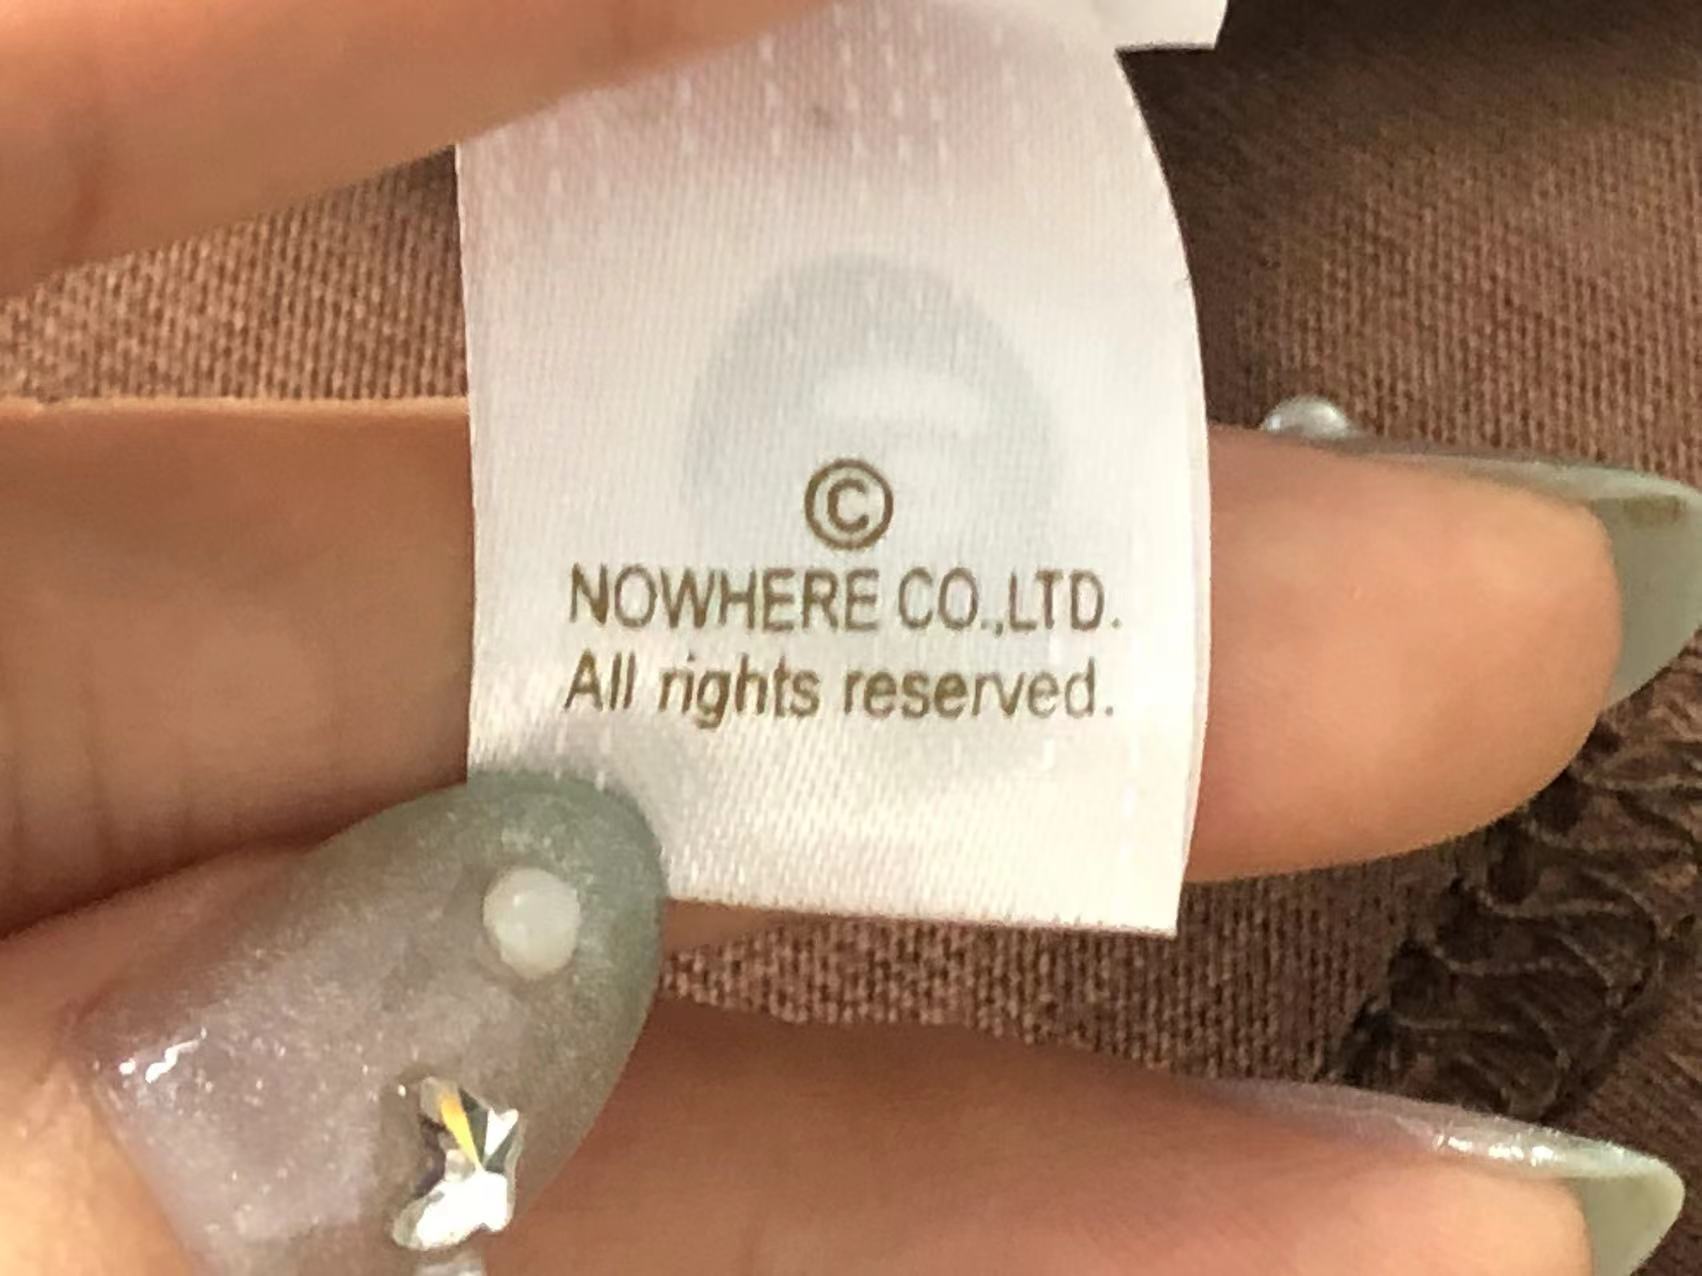 ©
NOWHERE CO.,LTD.
All rights reserved.